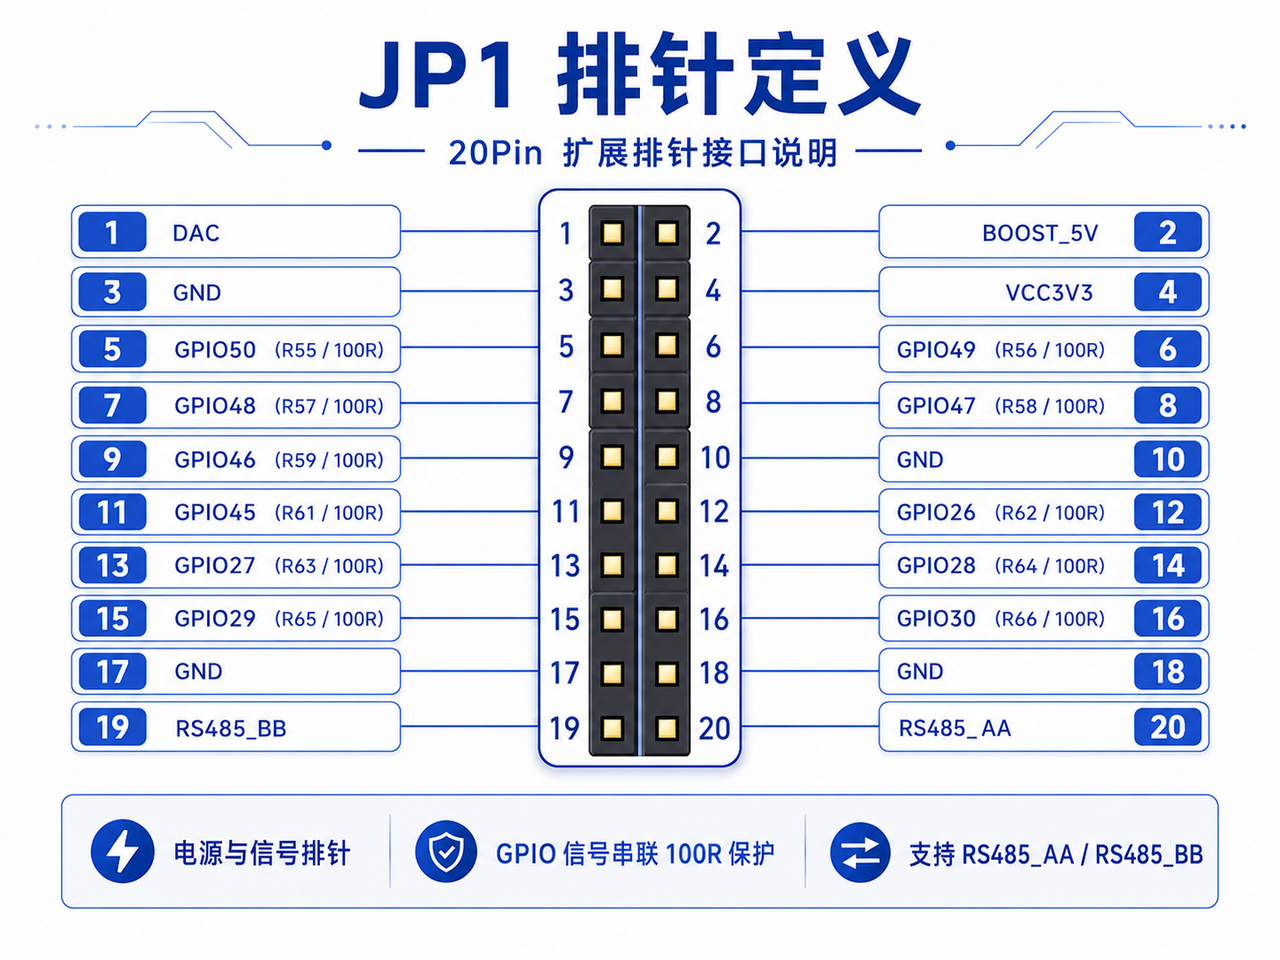 JP1 排针定义
20Pin 扩展排针接口说明
1 DAC 1 2 BOOST_5V 2
3 GND 3 4 VCC3V3 4
5 GPIO50 (R55 / 100R) 5 6 GPIO49 (R56 / 100R) 6
7 GPIO48 (R57 / 100R) 7 8 GPIO47 (R58 / 100R) 8
9 GPIO46 (R59 / 100R) 9 10 GND 10
11 GPIO45 (R61 / 100R) 11 12 GPIO26 (R62 / 100R) 12
13 GPIO27 (R63 / 100R) 13 14 GPIO28 (R64 / 100R) 14
15 GPIO29 (R65 / 100R) 15 16 GPIO30 (R66 / 100R) 16
17 GND 17 18 GND 18
19 RS485_BB 19 20 RS485_AA 20
电源与信号排针 GPIO 信号串联 100R 保护 支持 RS485_AA / RS485_BB